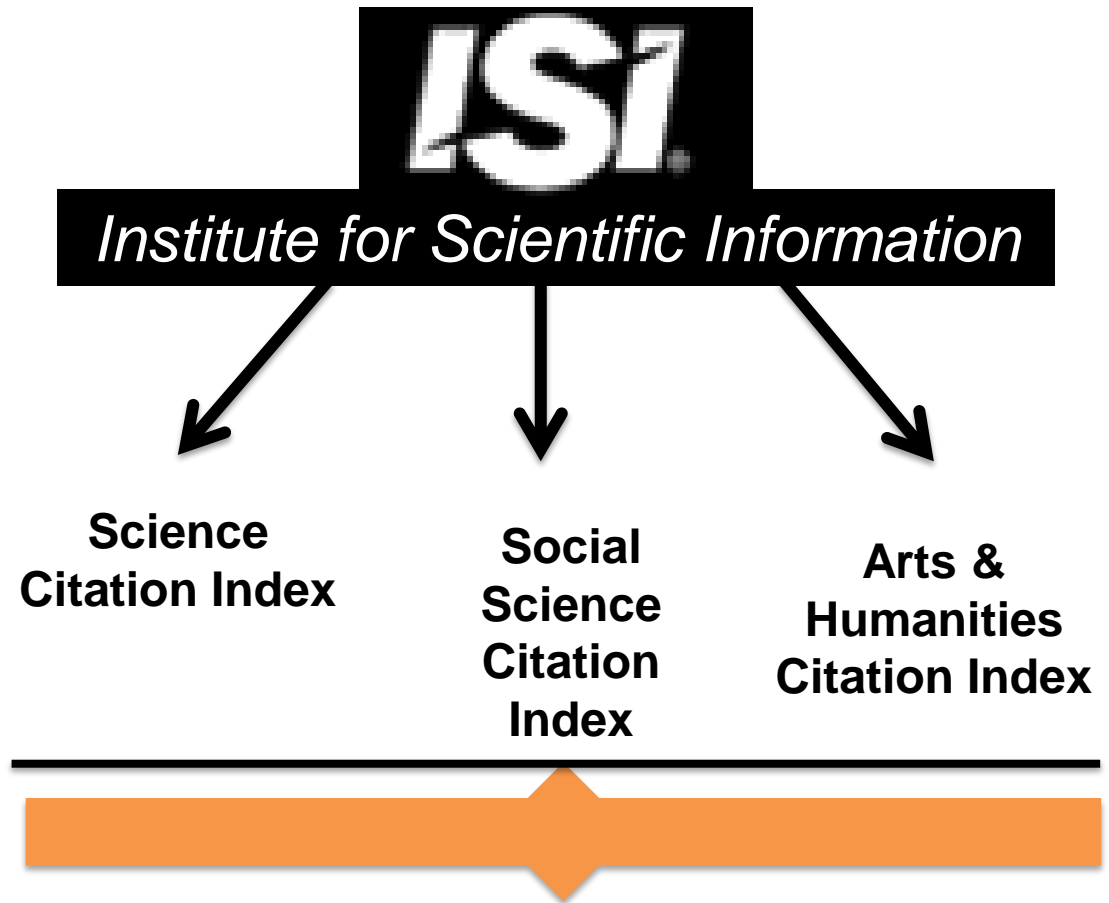 ISI®
Institute for Scientific Information
Science
Citation Index
Social
Science
Citation
Index
Arts &
Humanities
Citation Index